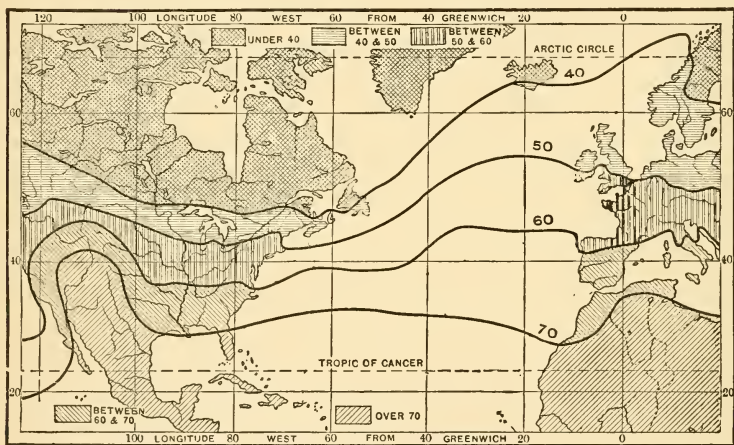 120 100 LONGITUDE 80 WEST 60 FROM 40 GREENWICH 20 0
UNDER 40
BETWEEN
40 & 50
BETWEEN
50 & 60
ARCTIC CIRCLE
40
60
60
50
60
40
40
70
TROPIC OF CANCER
20
20
BETWEEN
60 & 70
OVER 70
100 LONGITUDE 80 WEST 60 FROM 40 GREENWICH 20 0